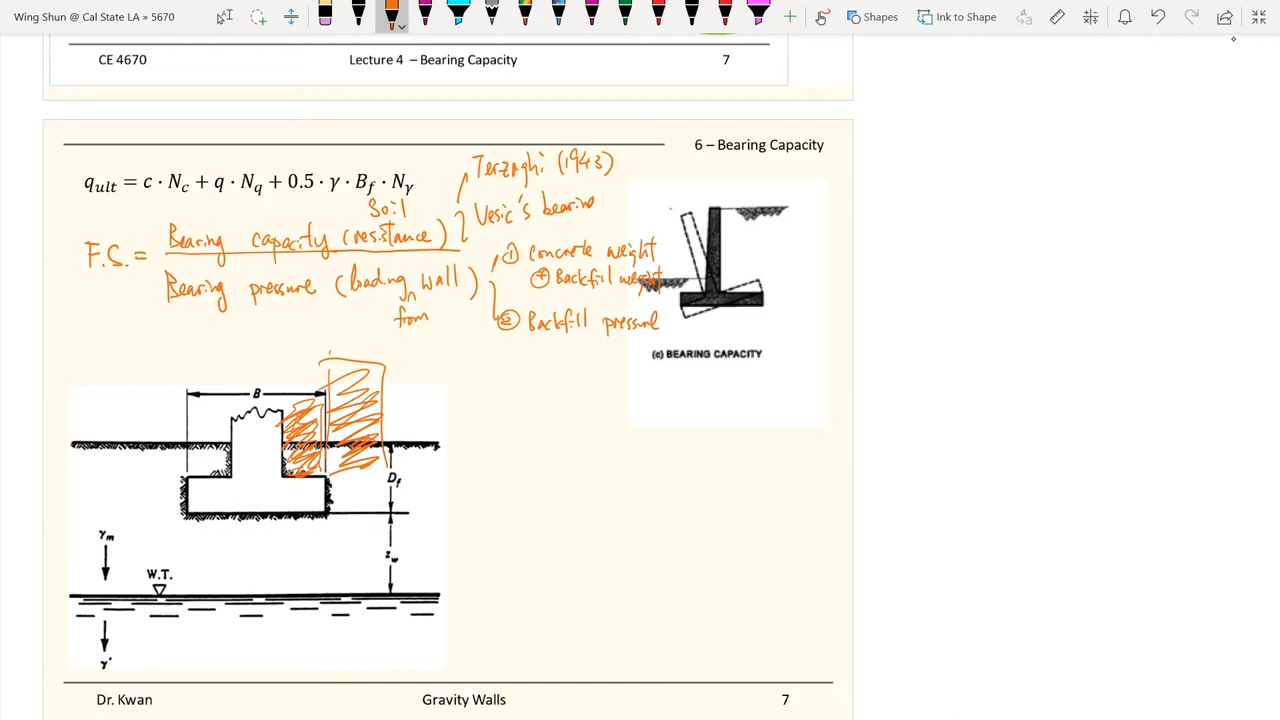 Wing Shun @ Cal State LA » 5670
Shapes
Ink to Shape
CE 4670
Lecture 4 – Bearing Capacity
7
6 – Bearing Capacity
q_ult = c · N_c + q · N_q + 0.5 · γ · B_f · N_γ
Terzaghi (1943)
Vesic's bearing
Soil
F.S. = Bearing capacity (resistance)
Bearing pressure (loading wall)
from
① Concrete weight
+ Backfill weight
② Backfill pressure
(c) BEARING CAPACITY
B
D_f
γ_m
z_w
W.T.
γ'
Dr. Kwan
Gravity Walls
7